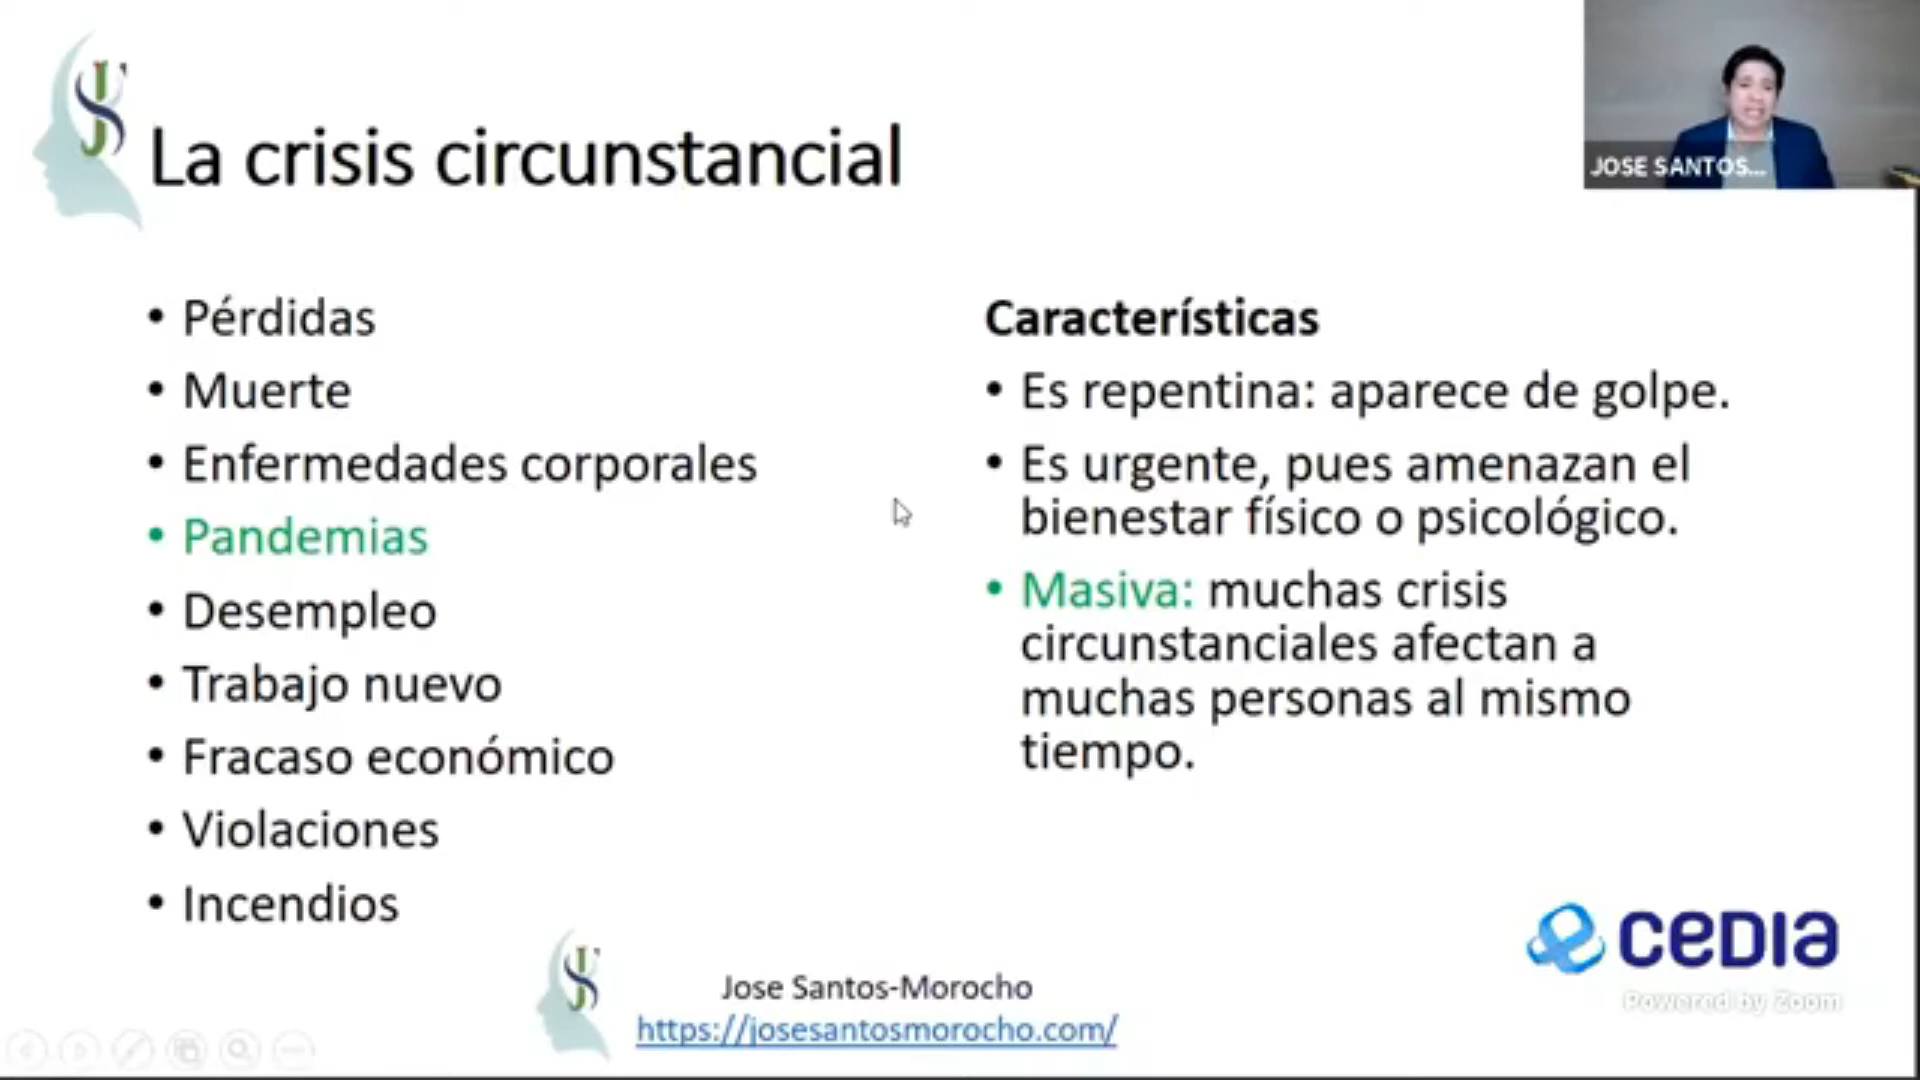 La crisis circunstancial
JOSE SANTOS...
• Pérdidas
• Muerte
• Enfermedades corporales
• Pandemias
• Desempleo
• Trabajo nuevo
• Fracaso económico
• Violaciones
• Incendios
Características
• Es repentina: aparece de golpe.
• Es urgente, pues amenazan el
bienestar físico o psicológico.
• Masiva: muchas crisis
circunstanciales afectan a
muchas personas al mismo
tiempo.
Jose Santos-Morocho
https://josesantosmorocho.com/
CEDIA
Powered by Zoom